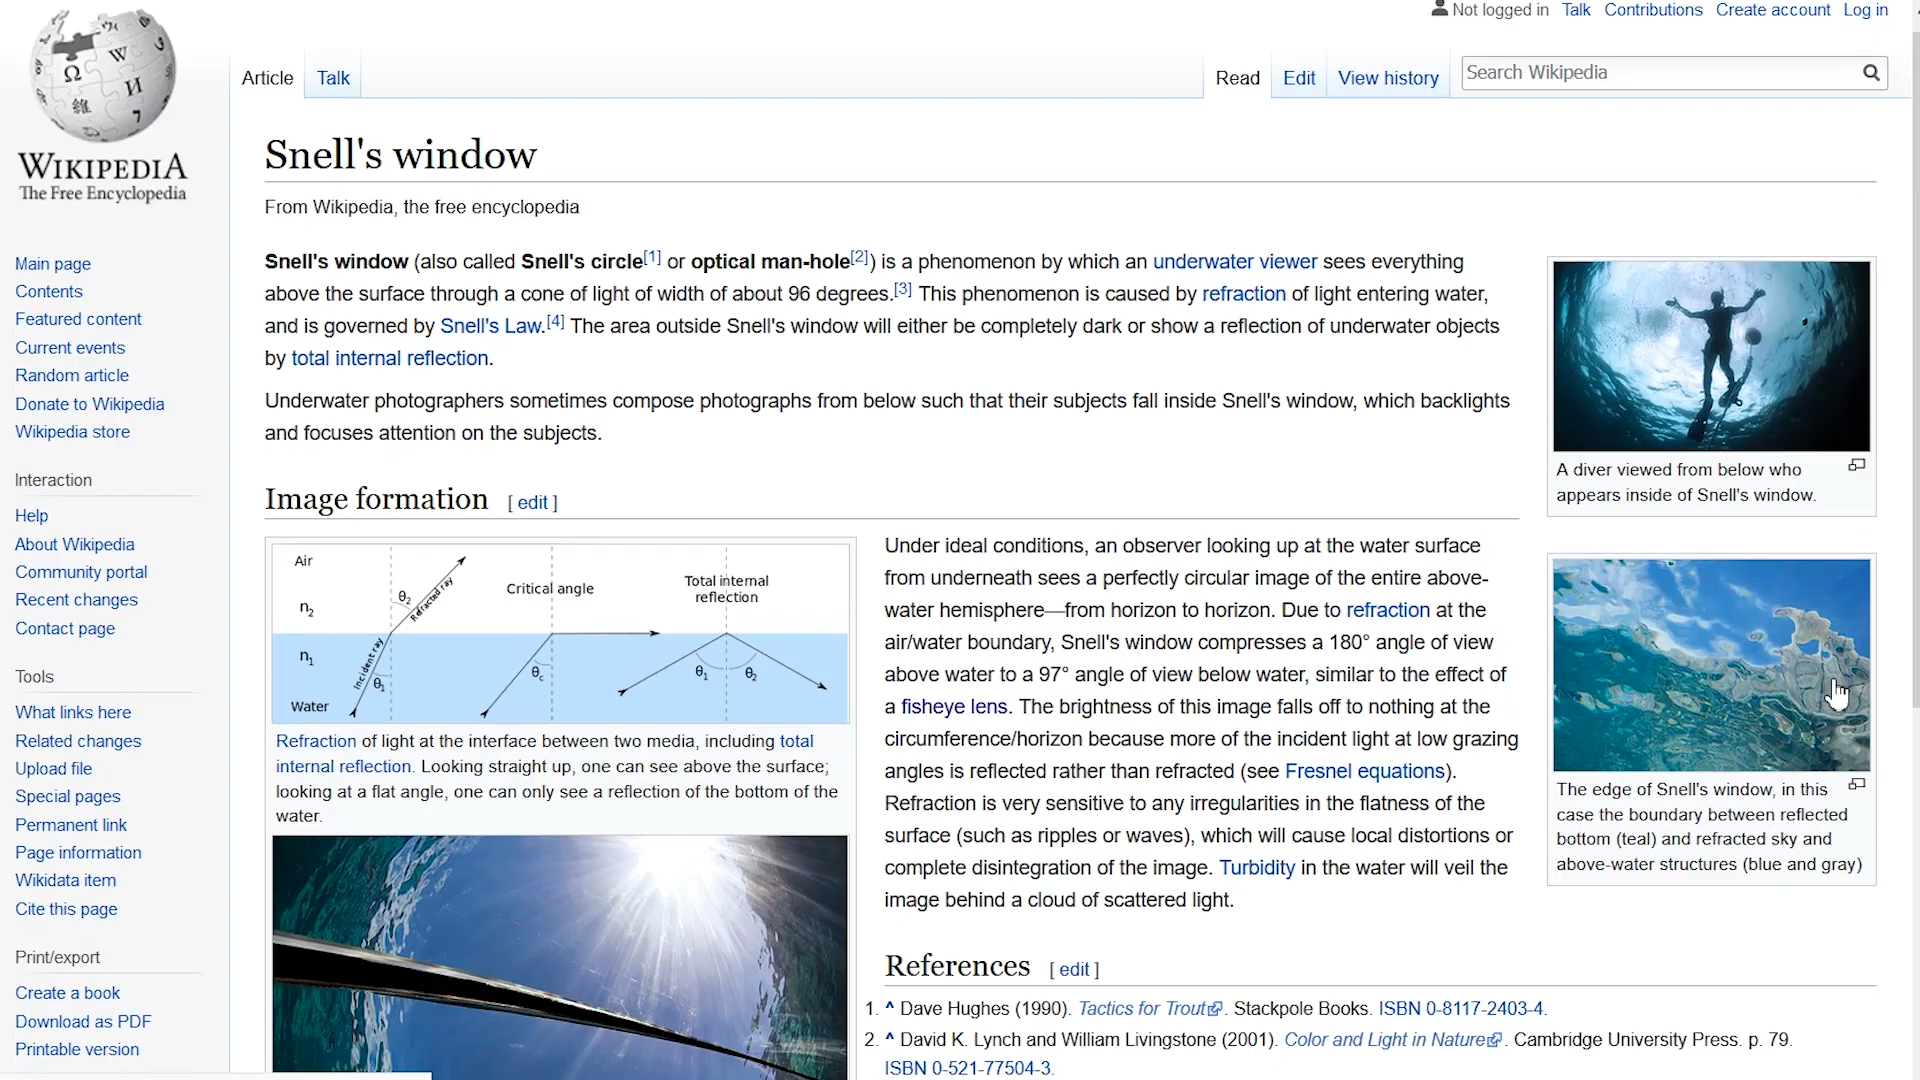 Not logged in Talk Contributions Create account Log in
Article Talk Read Edit View history Search Wikipedia
Ω W И 維 7
WIKIPEDIA
The Free Encyclopedia
Main page
Contents
Featured content
Current events
Random article
Donate to Wikipedia
Wikipedia store
Interaction
Help
About Wikipedia
Community portal
Recent changes
Contact page
Tools
What links here
Related changes
Upload file
Special pages
Permanent link
Page information
Wikidata item
Cite this page
Print/export
Create a book
Download as PDF
Printable version
Snell's window
From Wikipedia, the free encyclopedia
Snell's window (also called Snell's circle[1] or optical man-hole[2]) is a phenomenon by which an underwater viewer sees everything
above the surface through a cone of light of width of about 96 degrees.[3] This phenomenon is caused by refraction of light entering water,
and is governed by Snell's Law.[4] The area outside Snell's window will either be completely dark or show a reflection of underwater objects
by total internal reflection.
Underwater photographers sometimes compose photographs from below such that their subjects fall inside Snell's window, which backlights
and focuses attention on the subjects.
A diver viewed from below who
appears inside of Snell's window.
Image formation [ edit ]
Air
n2
n1
Water
Incident ray
Refracted ray
θ2
θ1
Critical angle
θc
Total internal
reflection
θ1 θ2
Refraction of light at the interface between two media, including total
internal reflection. Looking straight up, one can see above the surface;
looking at a flat angle, one can only see a reflection of the bottom of the
water.
Under ideal conditions, an observer looking up at the water surface
from underneath sees a perfectly circular image of the entire above-
water hemisphere—from horizon to horizon. Due to refraction at the
air/water boundary, Snell's window compresses a 180° angle of view
above water to a 97° angle of view below water, similar to the effect of
a fisheye lens. The brightness of this image falls off to nothing at the
circumference/horizon because more of the incident light at low grazing
angles is reflected rather than refracted (see Fresnel equations).
Refraction is very sensitive to any irregularities in the flatness of the
surface (such as ripples or waves), which will cause local distortions or
complete disintegration of the image. Turbidity in the water will veil the
image behind a cloud of scattered light.
The edge of Snell's window, in this
case the boundary between reflected
bottom (teal) and refracted sky and
above-water structures (blue and gray)
References [ edit ]
1. ^ Dave Hughes (1990). Tactics for Trout. Stackpole Books. ISBN 0-8117-2403-4.
2. ^ David K. Lynch and William Livingstone (2001). Color and Light in Nature. Cambridge University Press. p. 79.
ISBN 0-521-77504-3.